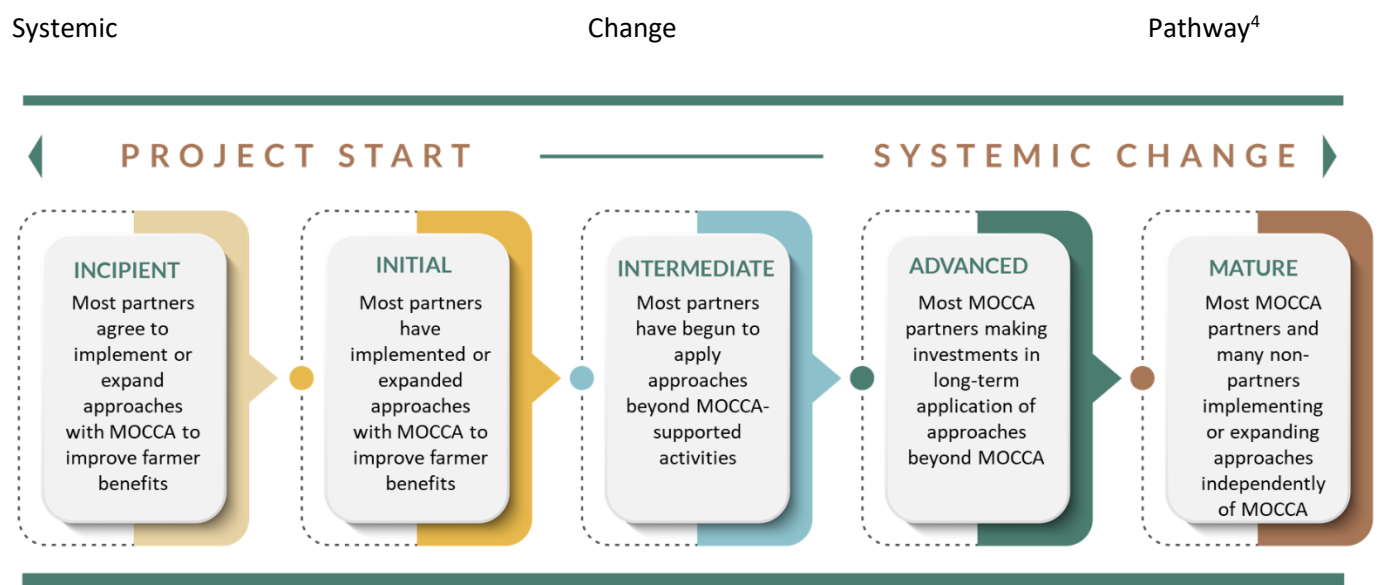 Systemic Change Pathway4
PROJECT START SYSTEMIC CHANGE
INCIPIENT
Most partners
agree to
implement or
expand
approaches
with MOCCA to
improve farmer
benefits
INITIAL
Most partners
have
implemented or
expanded
approaches
with MOCCA to
improve farmer
benefits
INTERMEDIATE
Most partners
have begun to
apply
approaches
beyond MOCCA-
supported
activities
ADVANCED
Most MOCCA
partners making
investments in
long-term
application of
approaches
beyond MOCCA
MATURE
Most MOCCA
partners and
many non-
partners
implementing
or expanding
approaches
independently
of MOCCA